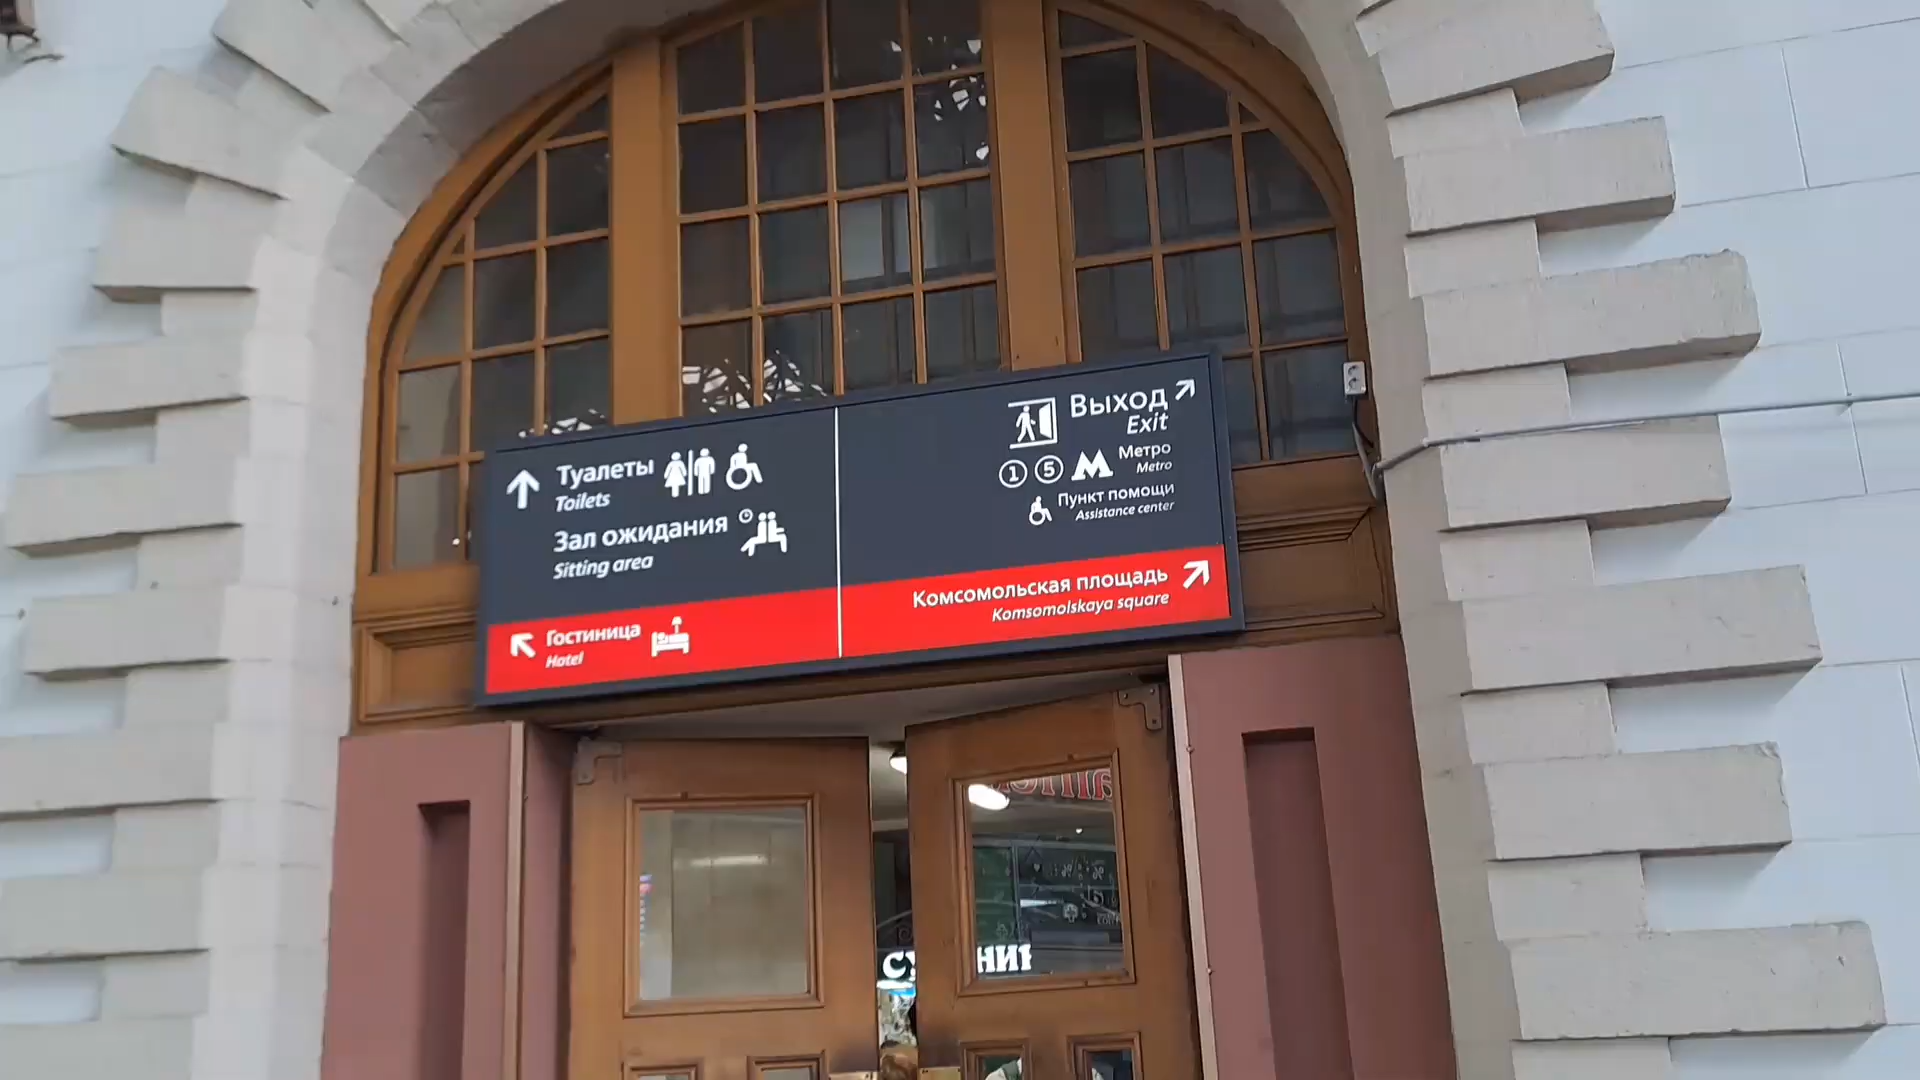 Туалеты
Toilets
Зал ожидания
Sitting area
Гостиница
Hotel
Выход
Exit
1 5 М Метро
Metro
Пункт помощи
Assistance center
Комсомольская площадь
Komsomolskaya square